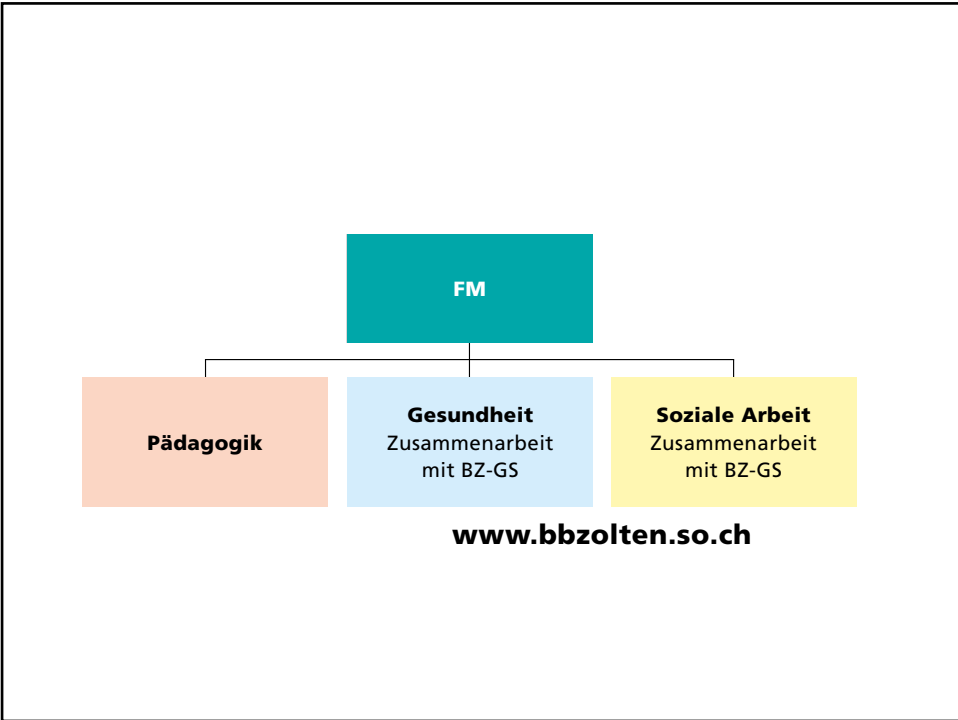 FM
Pädagogik
Gesundheit
Zusammenarbeit
mit BZ-GS
Soziale Arbeit
Zusammenarbeit
mit BZ-GS
www.bbzolten.so.ch